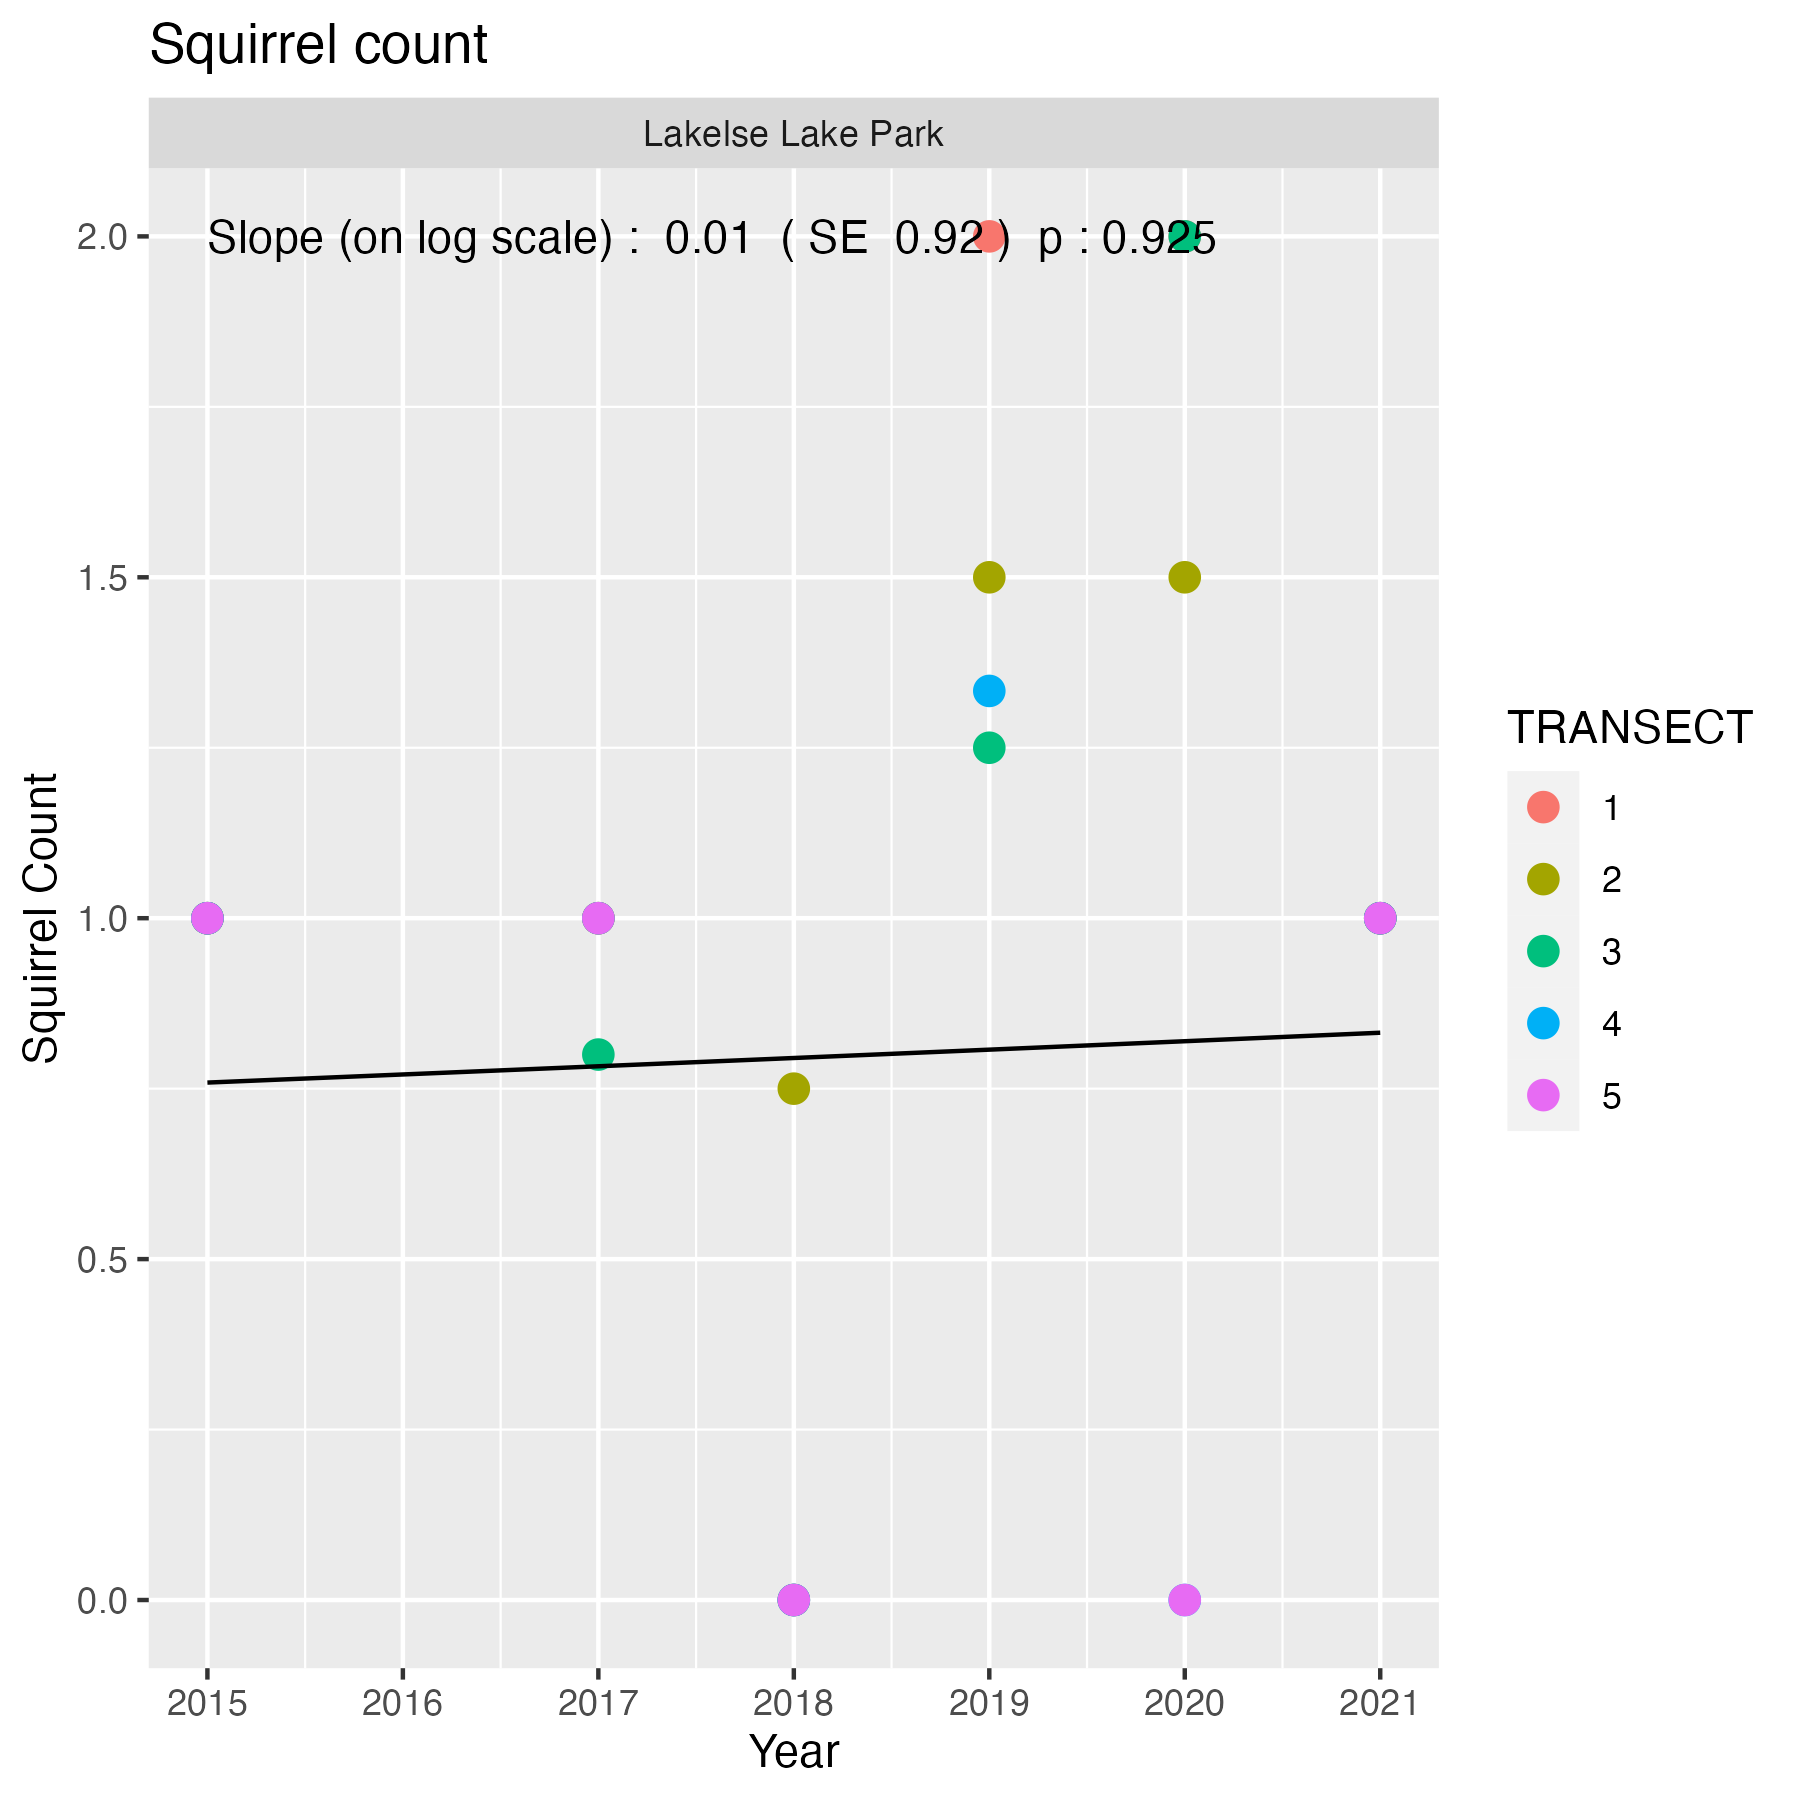 Squirrel count
Lakelse Lake Park
Slope (on log scale) : 0.01 ( SE 0.92 ) p : 0.925
2.0
1.5
1.0
0.5
0.0
Squirrel Count
2015 2016 2017 2018 2019 2020 2021
Year
TRANSECT
1
2
3
4
5